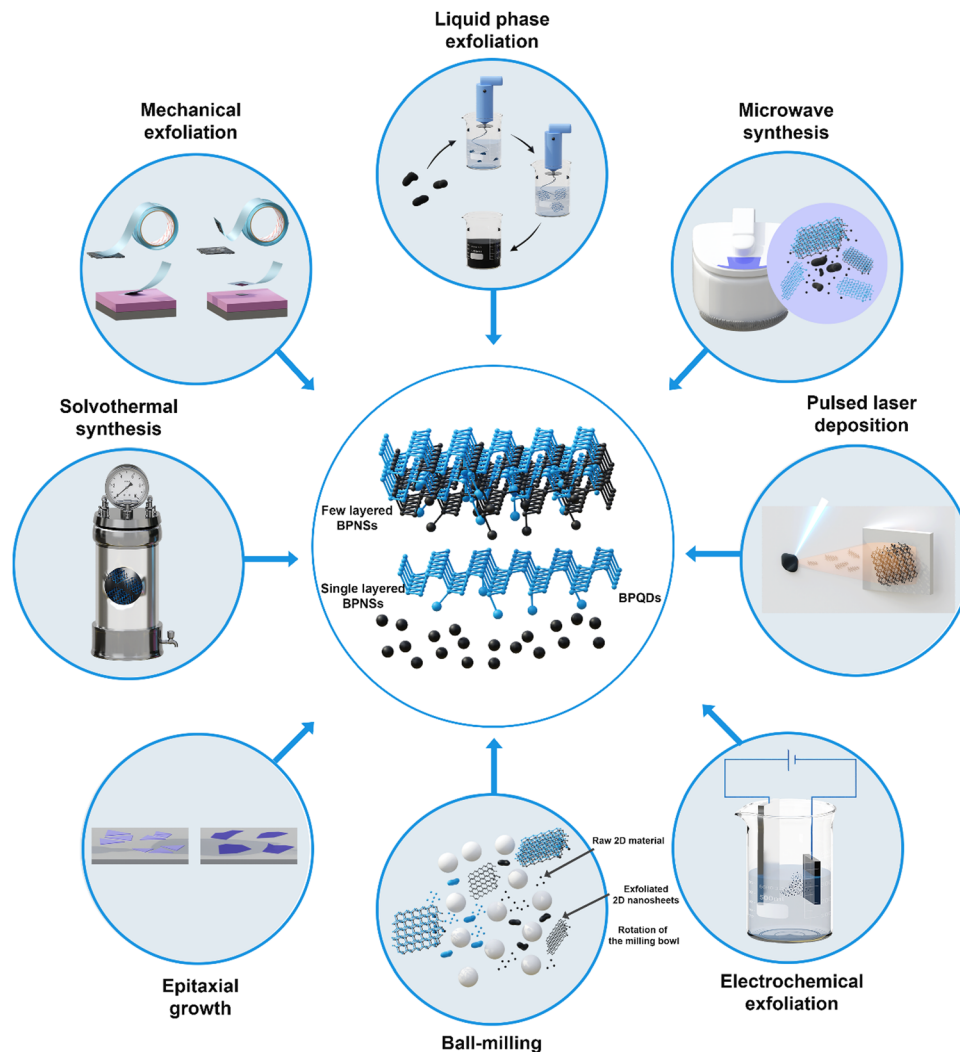 Liquid phase
exfoliation
Mechanical
exfoliation
Microwave
synthesis
Solvothermal
synthesis
Pulsed laser
deposition
Few layered
BPNSs
Single layered
BPNSs
BPQDs
Raw 2D material
Exfoliated
2D nanosheets
Rotation of
the milling bowl
Epitaxial
growth
Electrochemical
exfoliation
Ball-milling